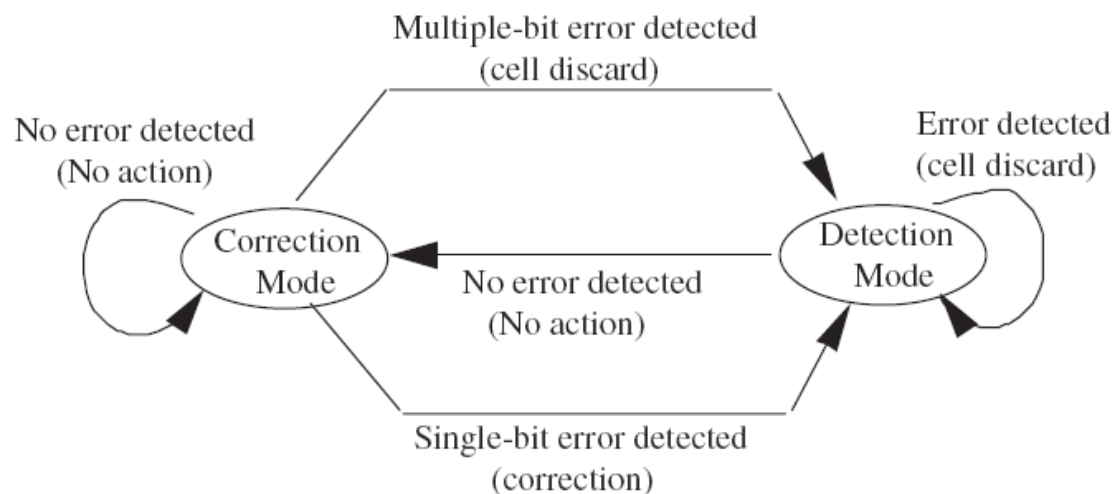 Multiple-bit error detected
(cell discard)
No error detected
(No action)
Error detected
(cell discard)
Correction
Mode
Detection
Mode
No error detected
(No action)
Single-bit error detected
(correction)